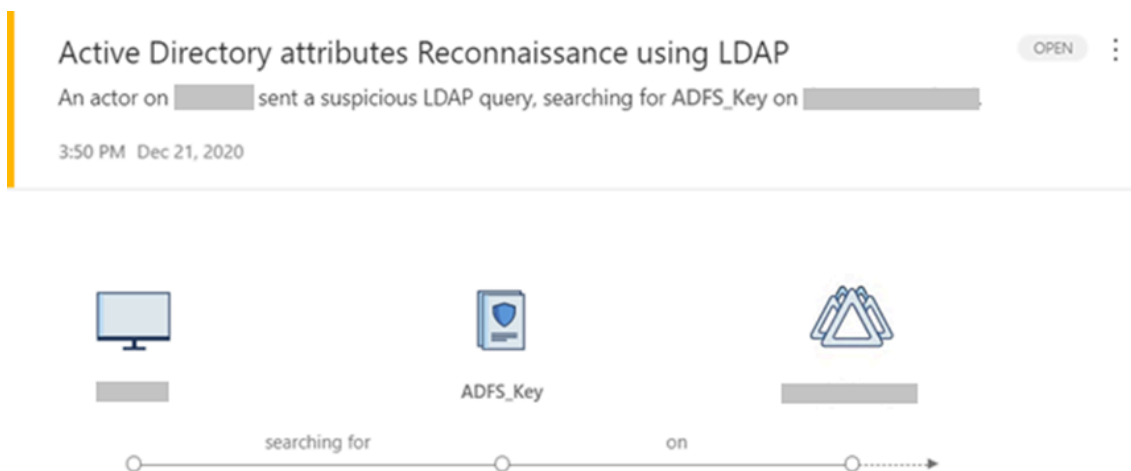 Active Directory attributes Reconnaissance using LDAP
OPEN
An actor on sent a suspicious LDAP query, searching for ADFS_Key on .
3:50 PM Dec 21, 2020
ADFS_Key
searching for
on